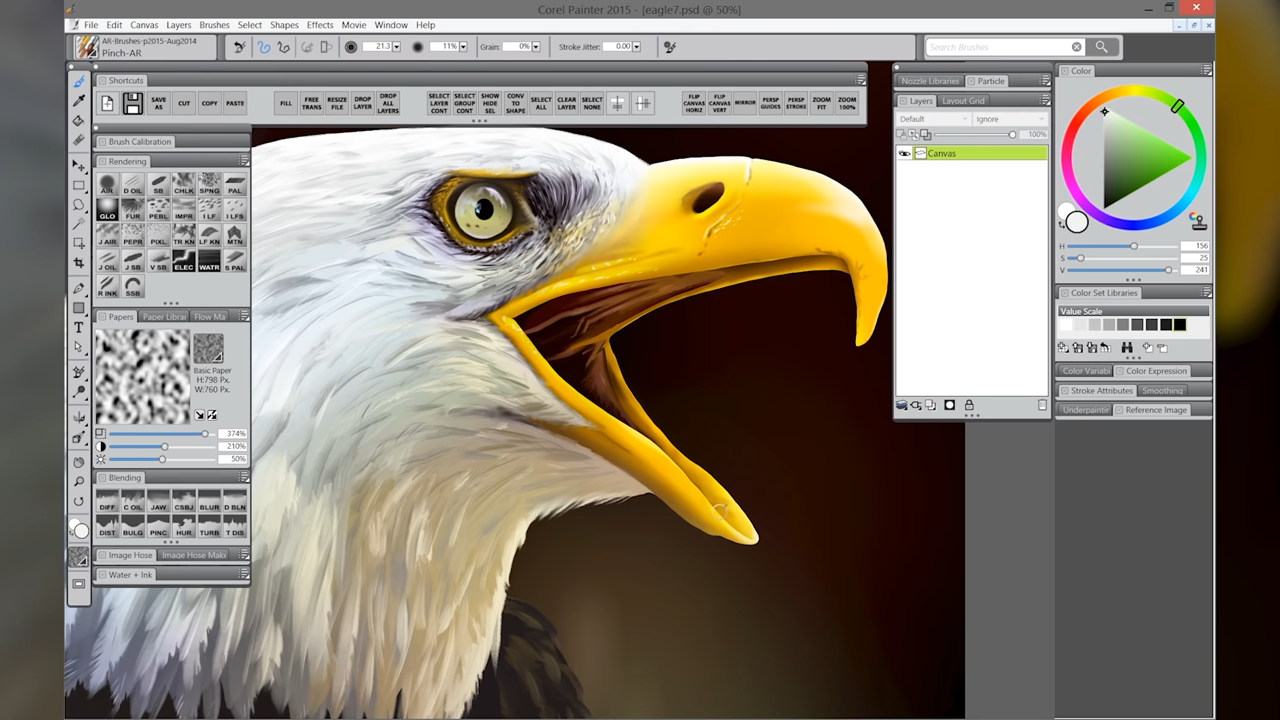 Corel Painter 2015 - [eagle7.psd @ 50%]
File Edit Canvas Layers Brushes Select Shapes Effects Movie Window Help
AR-Brushes-p2015-Aug2014
Pinch-AR
21.3
11%
Grain: 0%
Stroke Jitter: 0.00
Search Brushes
Shortcuts
SAVE AS
CUT
COPY
PASTE
FILL
FREE TRANS
RESIZE FILE
DROP LAYER
DROP ALL LAYERS
SELECT LAYER CONT
SELECT GROUP CONT
SHOW HIDE SEL
CONV TO SHAPE
SELECT ALL
CLEAR LAYER
SELECT NONE
FLIP CANVAS HORIZ
FLIP CANVAS VERT
MIRROR
PERSP GUIDES
PERSP STROKE
ZOOM FIT
ZOOM 100%
Brush Calibration
Rendering
AIR D OIL SB CHLK SPNG PAL
GLO FUR PEBL IMPR I LF I LFS
J AIR PEPR PIXL TR KN LF KN MTN
J OIL J SB V SB ELEC WATR S PAL
R INK SSB
Papers Paper Librar Flow Ma
Basic Paper
H:798 Px.
W:760 Px.
374%
210%
50%
Blending
DIFF C OIL JAW CSBJ BLUR D BLN
DIST BULG PINC HUR TURB T DIS
Image Hose Image Hose Maki
Water + Ink
Nozzle Libraries Particle
Layers Layout Grid
Default Ignore
100%
Canvas
Color
H 156
S 25
V 241
Color Set Libraries
Value Scale
Color Variabi Color Expression
Stroke Attributes Smoothing
Underpaintin Reference Image
T